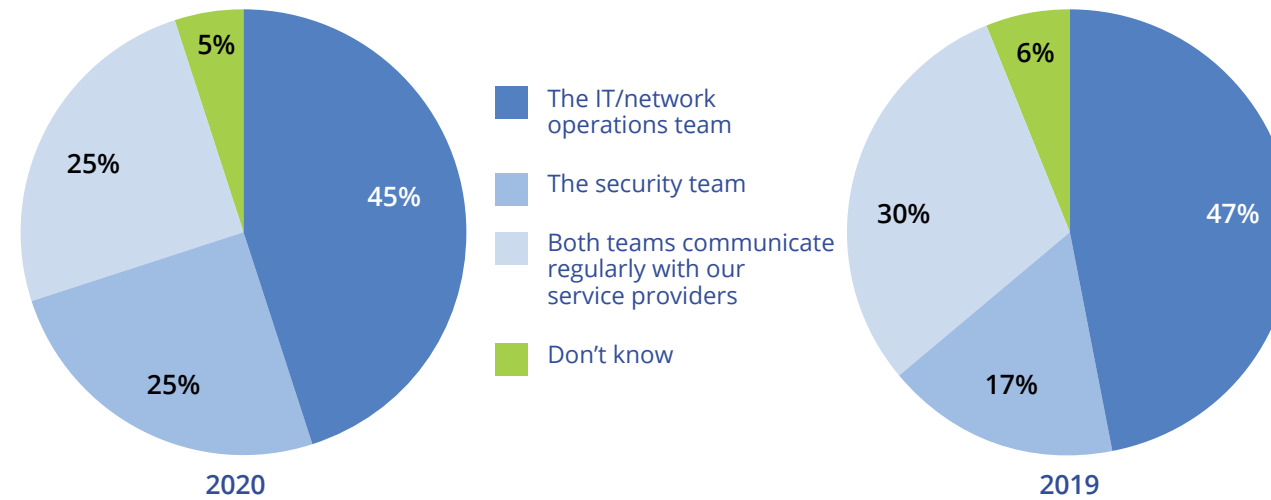 5%
25%
45%
25%
2020
The IT/network
operations team
The security team
Both teams communicate
regularly with our
service providers
Don’t know
6%
30%
47%
17%
2019